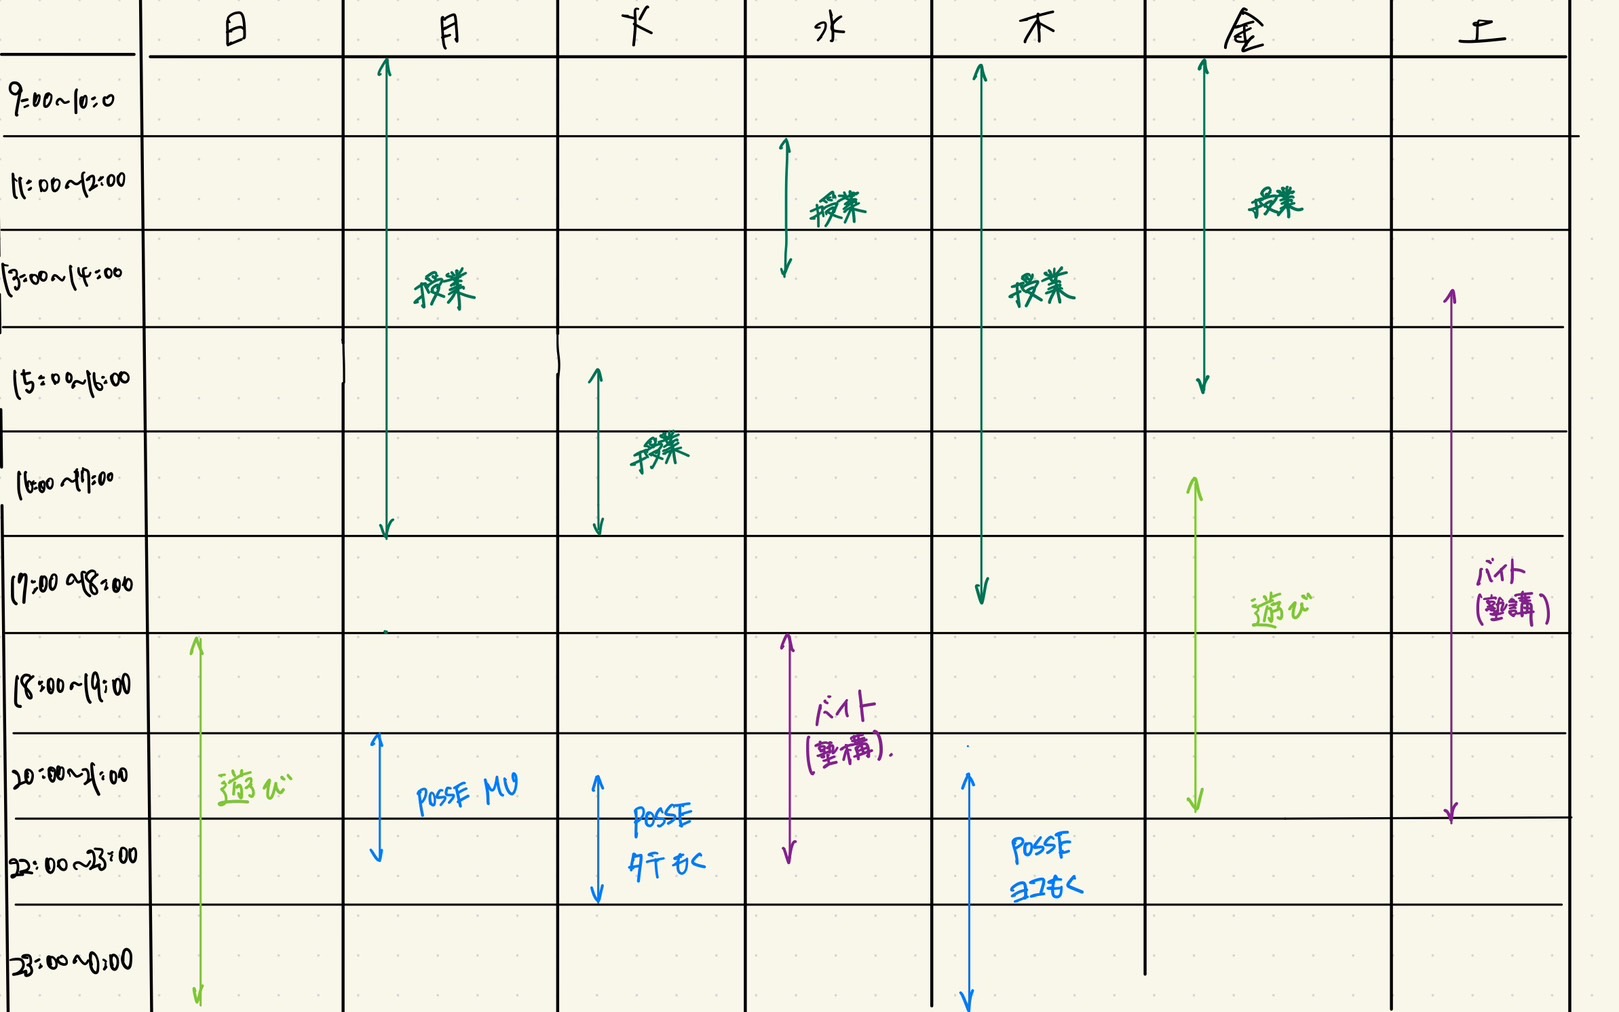 日 月 火 水 木 金 土
9:00~10:0
11:00~12:00
授業
授業
13:00~14:00
授業
授業
15:00~16:00
授業
16:00~17:00
17:00~18:00
遊び
バイト
(塾講)
18:00~19:00
バイト
(塾構).
20:00~21:00
遊び
POSSE MU
POSSE
タテもく
22:00~23:00
POSSE
ヨコもく
23:00~0:00